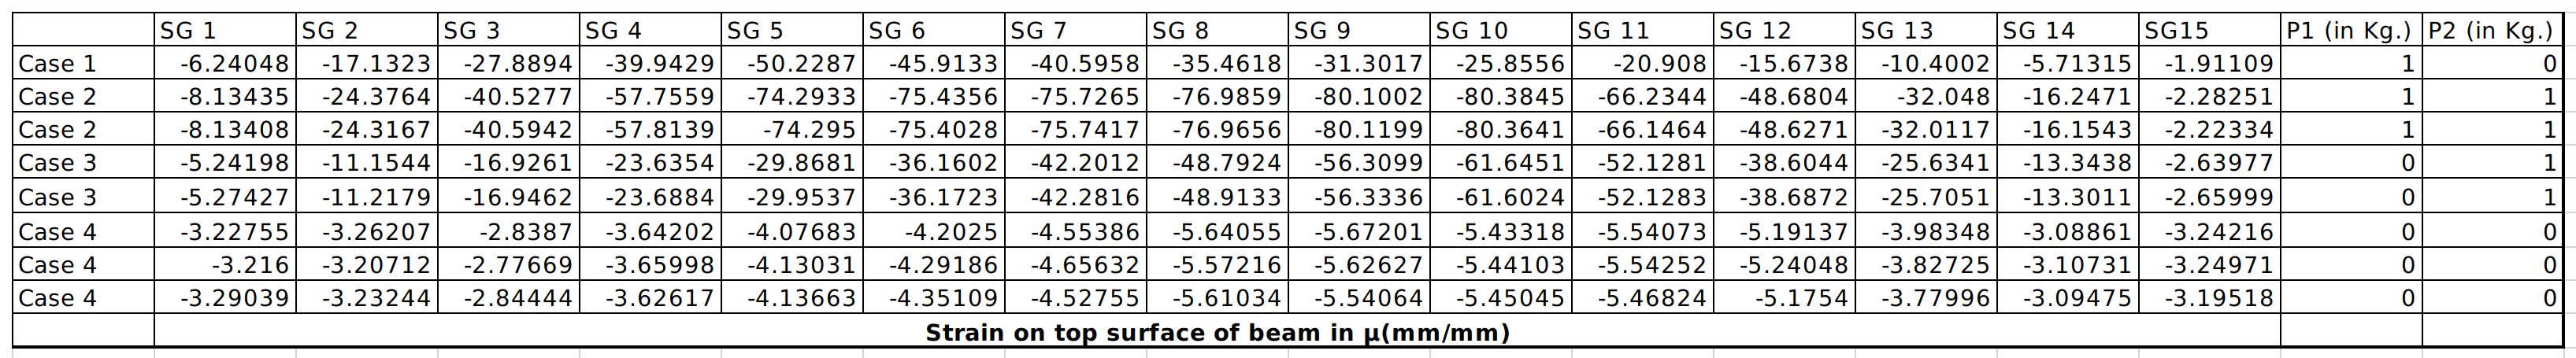 SG 1 SG 2 SG 3 SG 4 SG 5 SG 6 SG 7 SG 8 SG 9 SG 10 SG 11 SG 12 SG 13 SG 14 SG15 P1 (in Kg.) P2 (in Kg.)
Case 1 -6.24048 -17.1323 -27.8894 -39.9429 -50.2287 -45.9133 -40.5958 -35.4618 -31.3017 -25.8556 -20.908 -15.6738 -10.4002 -5.71315 -1.91109 1 0
Case 2 -8.13435 -24.3764 -40.5277 -57.7559 -74.2933 -75.4356 -75.7265 -76.9859 -80.1002 -80.3845 -66.2344 -48.6804 -32.048 -16.2471 -2.28251 1 1
Case 2 -8.13408 -24.3167 -40.5942 -57.8139 -74.295 -75.4028 -75.7417 -76.9656 -80.1199 -80.3641 -66.1464 -48.6271 -32.0117 -16.1543 -2.22334 1 1
Case 3 -5.24198 -11.1544 -16.9261 -23.6354 -29.8681 -36.1602 -42.2012 -48.7924 -56.3099 -61.6451 -52.1281 -38.6044 -25.6341 -13.3438 -2.63977 0 1
Case 3 -5.27427 -11.2179 -16.9462 -23.6884 -29.9537 -36.1723 -42.2816 -48.9133 -56.3336 -61.6024 -52.1283 -38.6872 -25.7051 -13.3011 -2.65999 0 1
Case 4 -3.22755 -3.26207 -2.8387 -3.64202 -4.07683 -4.2025 -4.55386 -5.64055 -5.67201 -5.43318 -5.54073 -5.19137 -3.98348 -3.08861 -3.24216 0 0
Case 4 -3.216 -3.20712 -2.77669 -3.65998 -4.13031 -4.29186 -4.65632 -5.57216 -5.62627 -5.44103 -5.54252 -5.24048 -3.82725 -3.10731 -3.24971 0 0
Case 4 -3.29039 -3.23244 -2.84444 -3.62617 -4.13663 -4.35109 -4.52755 -5.61034 -5.54064 -5.45045 -5.46824 -5.1754 -3.77996 -3.09475 -3.19518 0 0
Strain on top surface of beam in μ(mm/mm)